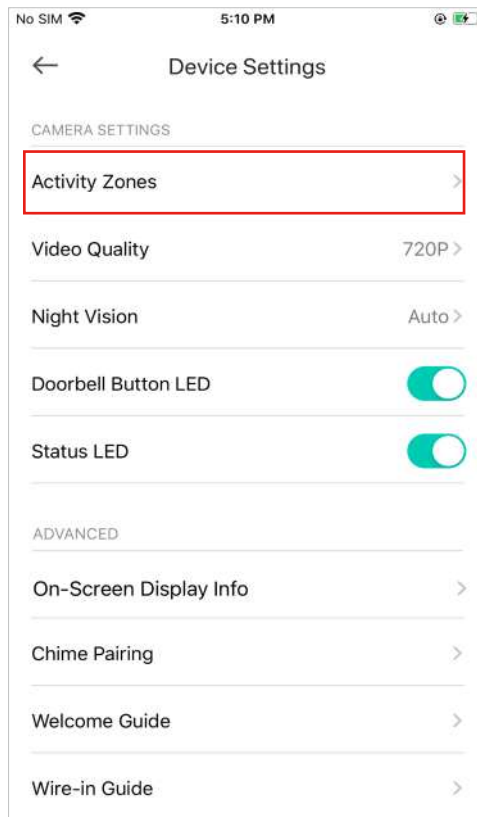 No SIM 5:10 PM
Device Settings
CAMERA SETTINGS
Activity Zones
Video Quality 720P
Night Vision Auto
Doorbell Button LED
Status LED
ADVANCED
On-Screen Display Info
Chime Pairing
Welcome Guide
Wire-in Guide